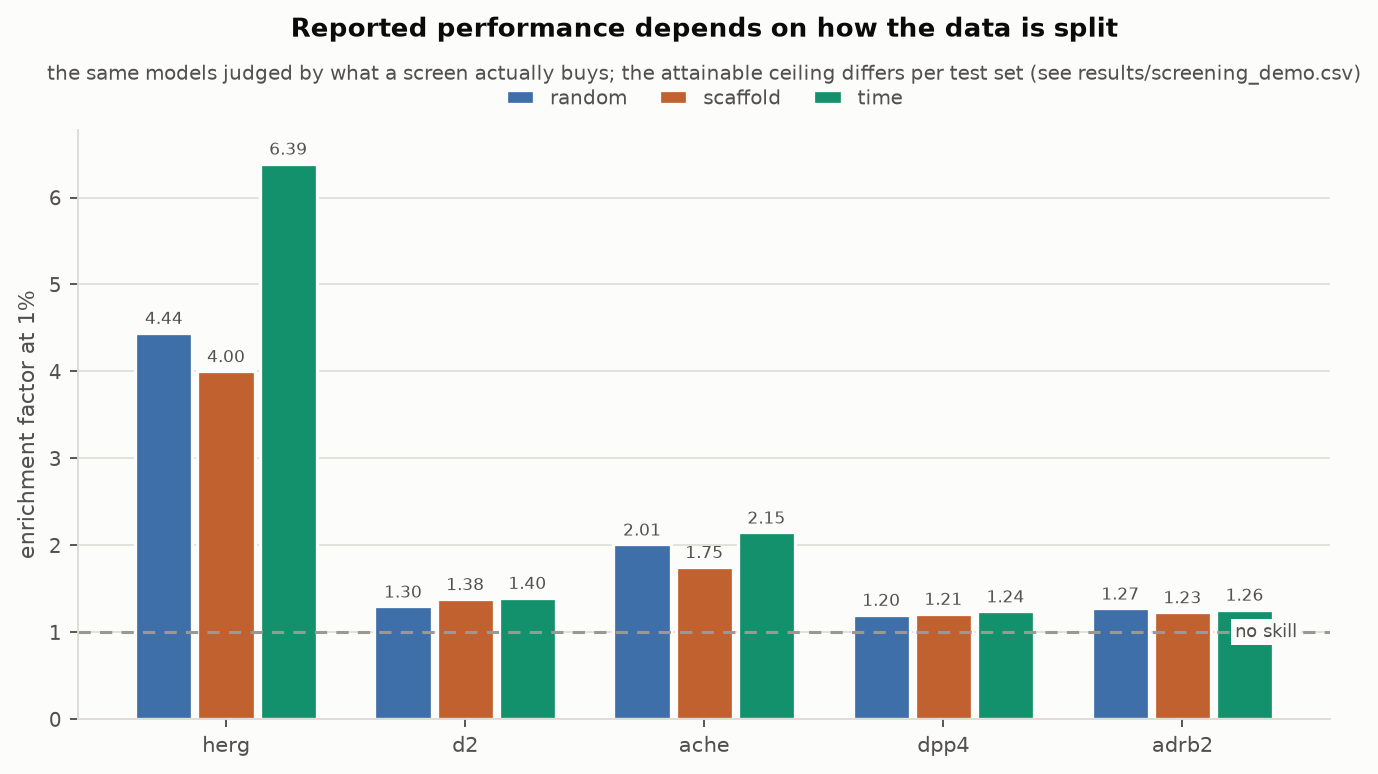 Reported performance depends on how the data is split
the same models judged by what a screen actually buys; the attainable ceiling differs per test set (see results/screening_demo.csv)
random scaffold time
enrichment factor at 1%
6
5
4
3
2
1
0
4.44 4.00 6.39
1.30 1.38 1.40
2.01 1.75 2.15
1.20 1.21 1.24
1.27 1.23 1.26
no skill
herg d2 ache dpp4 adrb2